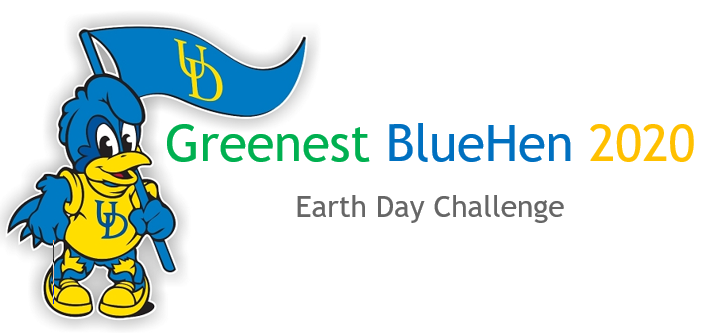 UD
Greenest BlueHen 2020
Earth Day Challenge
UD